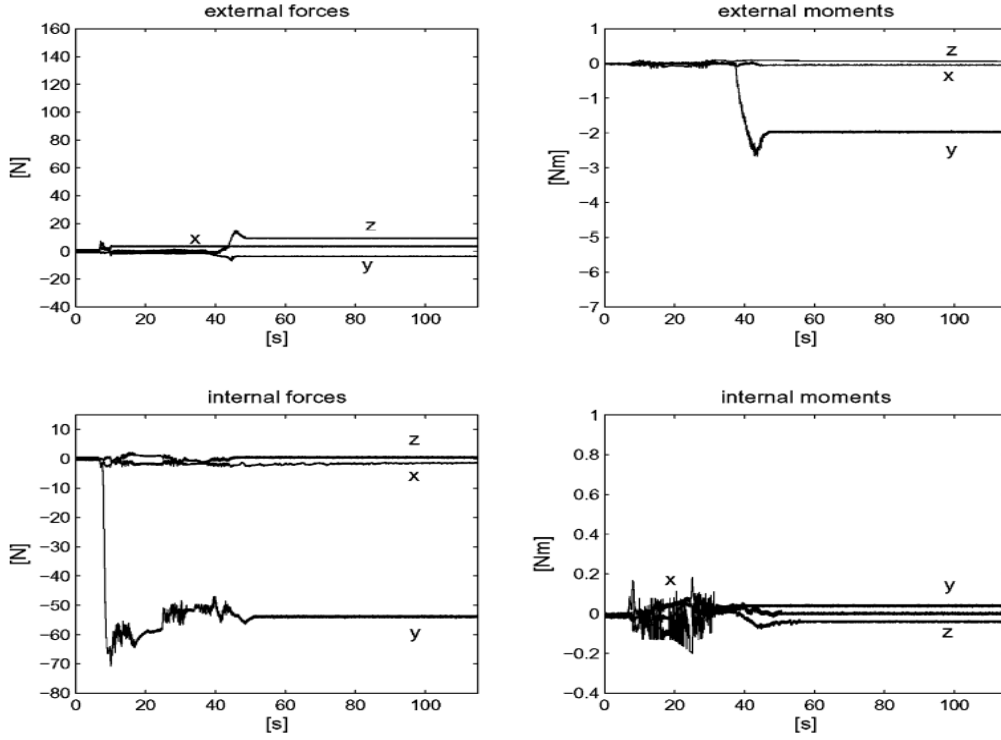 external forces
160
140
120
100
80
60
40
20
0
−20
−40
[N]
x
z
y
0 20 40 60 80 100
[s]
external moments
1
0
−1
−2
−3
−4
−5
−6
−7
[Nm]
z
x
y
0 20 40 60 80 100
[s]
internal forces
10
0
−10
−20
−30
−40
−50
−60
−70
−80
[N]
z
x
y
0 20 40 60 80 100
[s]
internal moments
1
0.8
0.6
0.4
0.2
0
−0.2
−0.4
[Nm]
x
y
z
0 20 40 60 80 100
[s]